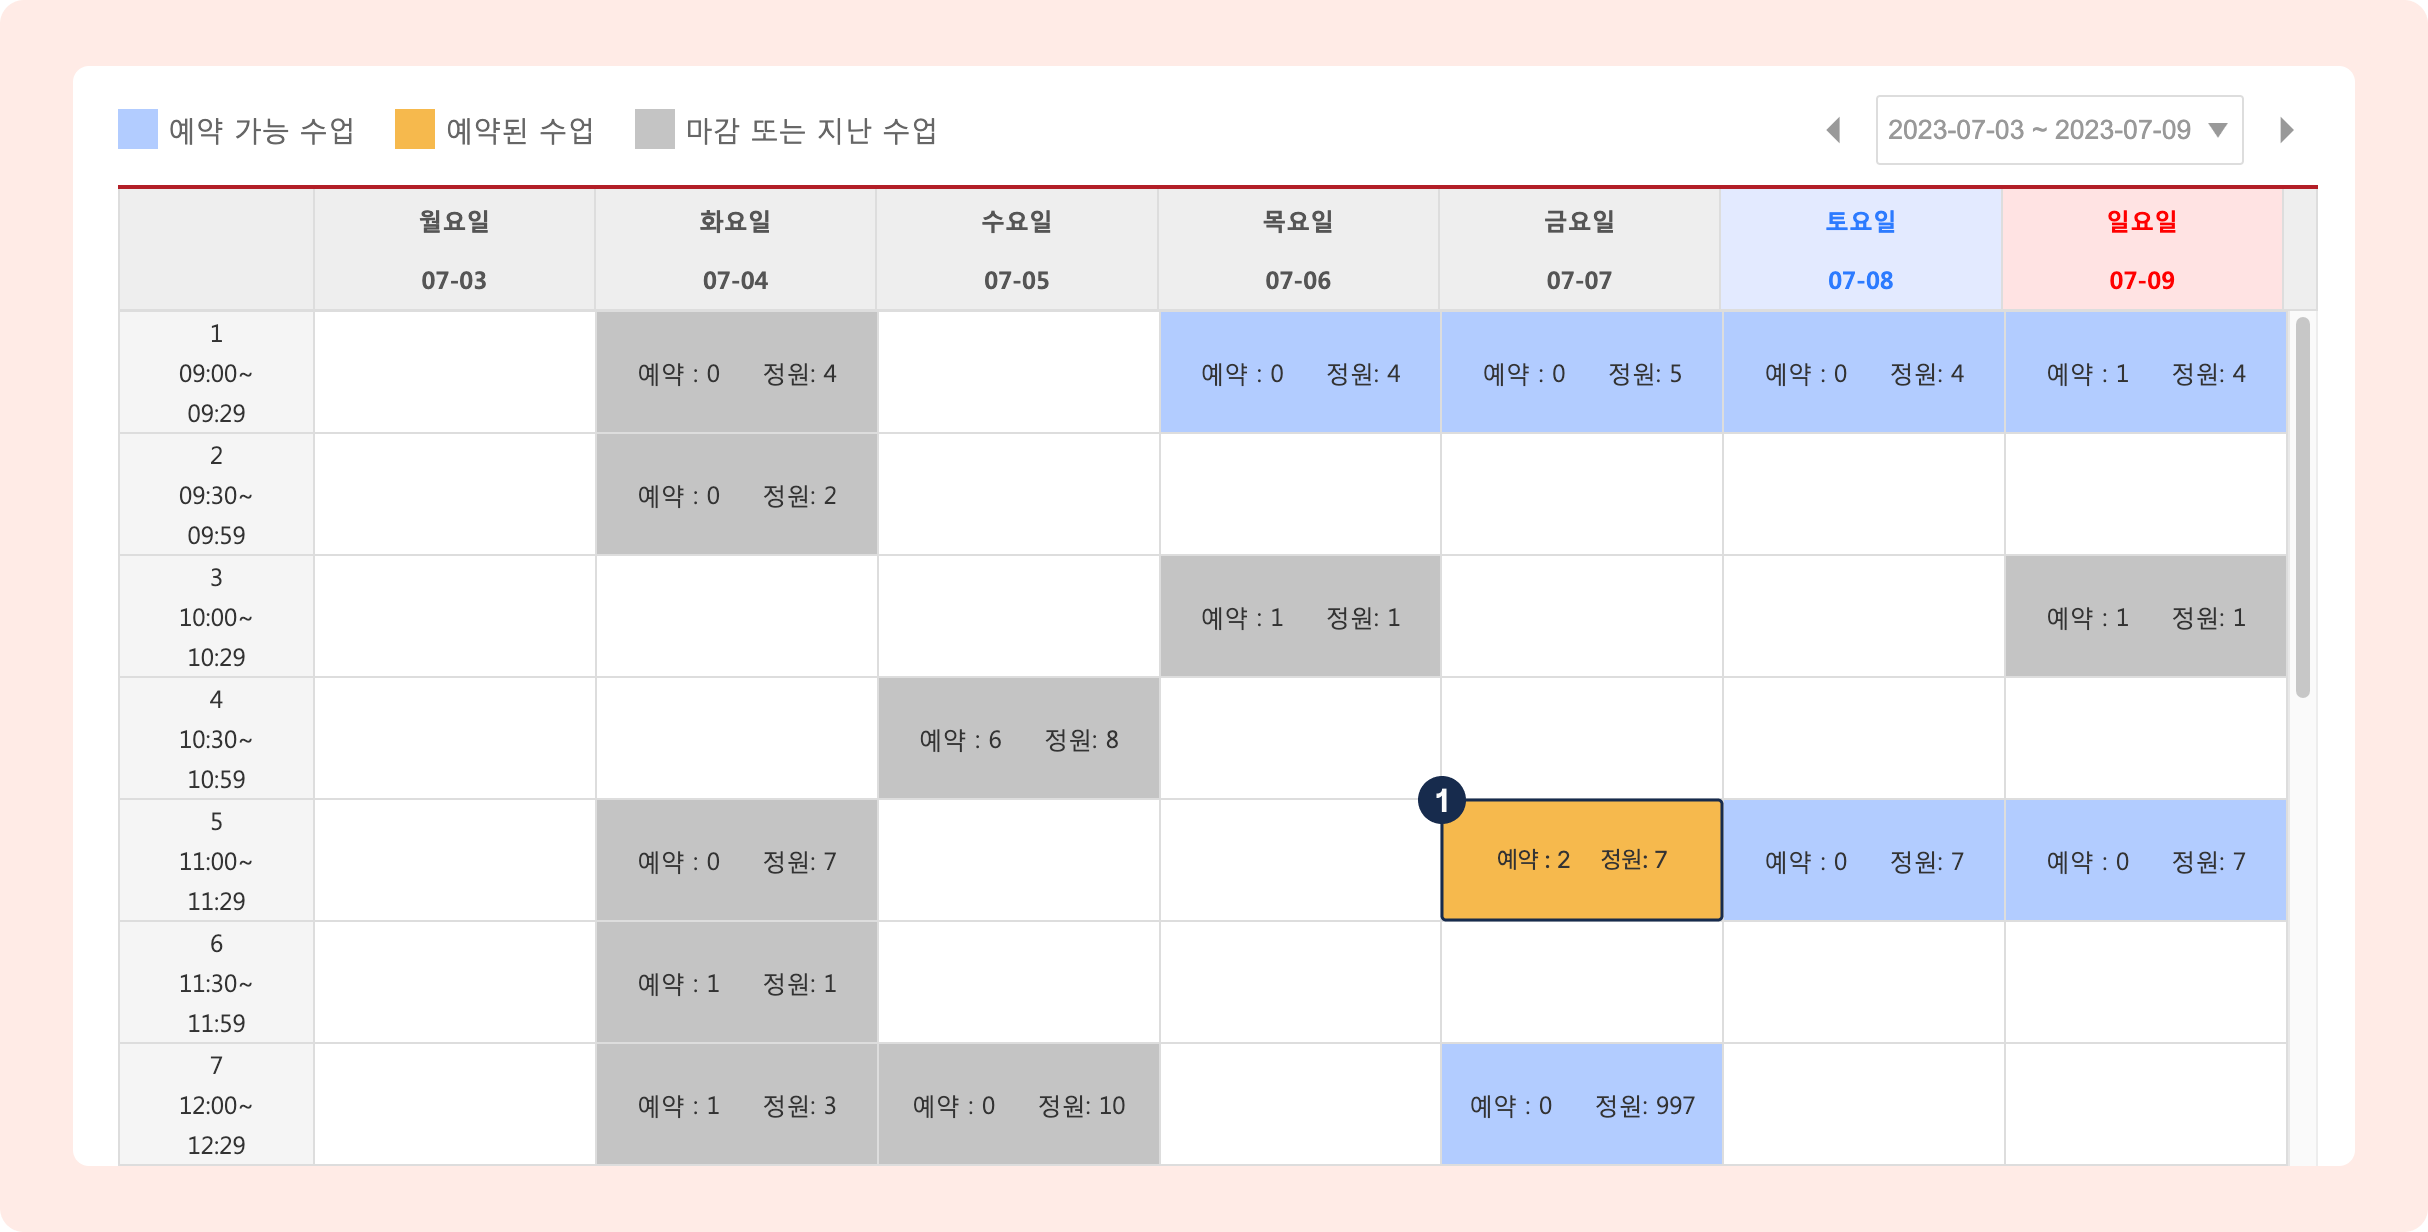 예약 가능 수업 예약된 수업 마감 또는 지난 수업 2023-07-03 ~ 2023-07-09
월요일 화요일 수요일 목요일 금요일 토요일 일요일
07-03 07-04 07-05 07-06 07-07 07-08 07-09
1
09:00~ 예약 : 0 정원: 4 예약 : 0 정원: 4 예약 : 0 정원: 5 예약 : 0 정원: 4 예약 : 1 정원: 4
09:29
2
09:30~ 예약 : 0 정원: 2
09:59
3
10:00~ 예약 : 1 정원: 1 예약 : 1 정원: 1
10:29
4
10:30~ 예약 : 6 정원: 8
10:59
1
5
11:00~ 예약 : 0 정원: 7 예약 : 2 정원: 7 예약 : 0 정원: 7 예약 : 0 정원: 7
11:29
6
11:30~ 예약 : 1 정원: 1
11:59
7
12:00~ 예약 : 1 정원: 3 예약 : 0 정원: 10 예약 : 0 정원: 997
12:29